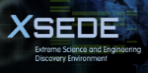 XSEDE
Extreme Science and Engineering
Discovery Environment